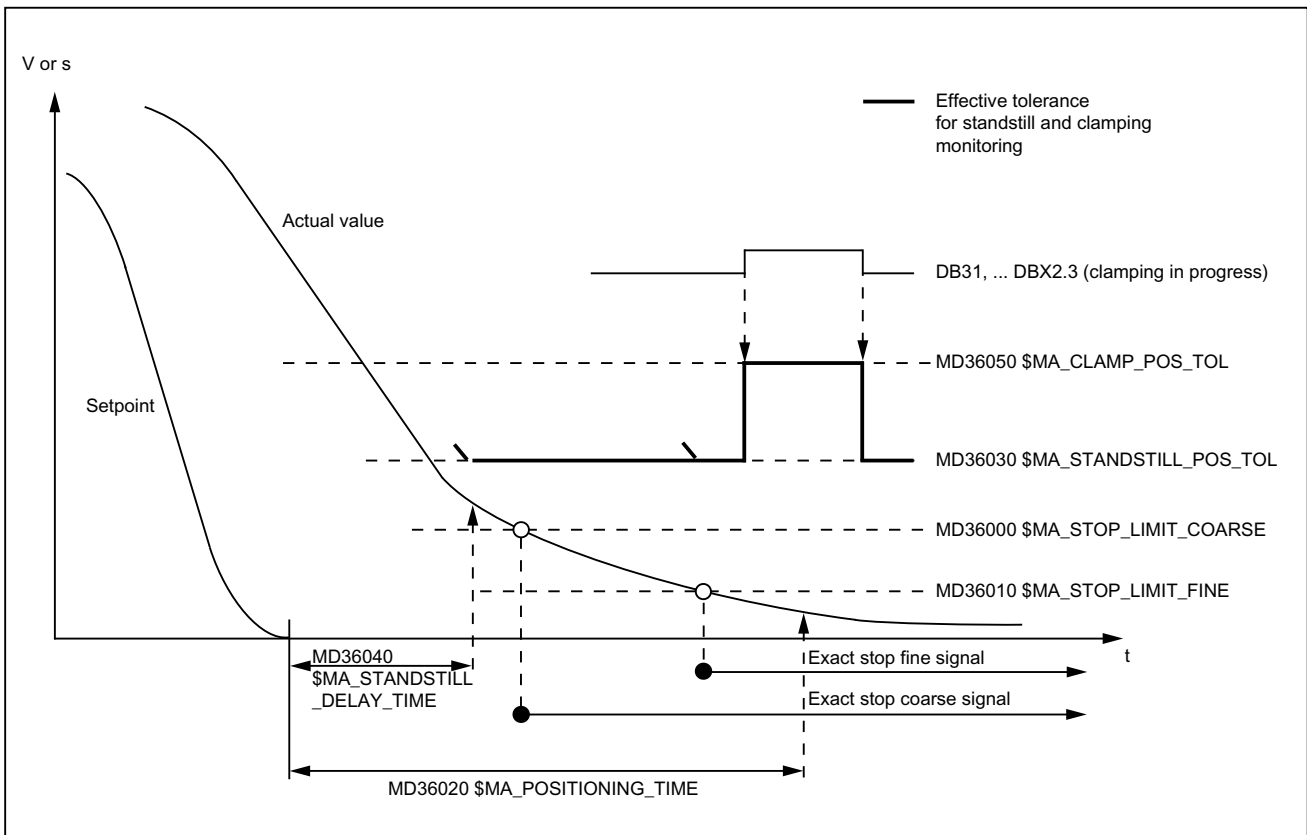 V or s
Effective tolerance
for standstill and clamping
monitoring
Actual value
DB31, ... DBX2.3 (clamping in progress)
MD36050 $MA_CLAMP_POS_TOL
Setpoint
MD36030 $MA_STANDSTILL_POS_TOL
MD36000 $MA_STOP_LIMIT_COARSE
MD36010 $MA_STOP_LIMIT_FINE
MD36040
$MA_STANDSTILL
_DELAY_TIME
Exact stop fine signal
t
Exact stop coarse signal
MD36020 $MA_POSITIONING_TIME